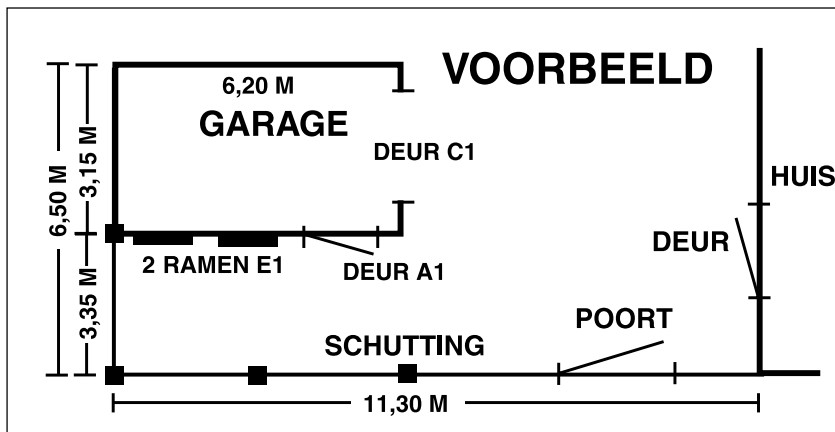 VOORBEELD
6,20 M
GARAGE
DEUR C1
6,50 M
3,15 M
HUIS
DEUR
2 RAMEN E1
DEUR A1
3,35 M
POORT
SCHUTTING
11,30 M